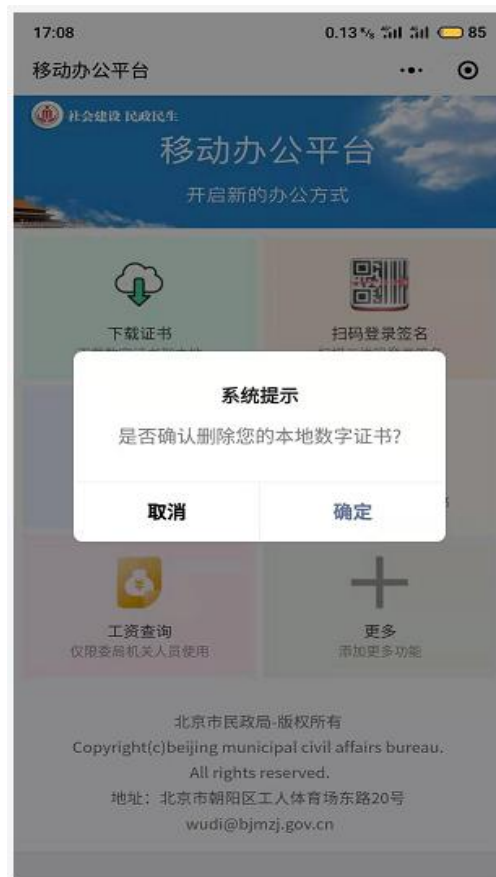 17:08
0.13 K/s
85
移动办公平台
社会建设 民政民生
移动办公平台
开启新的办公方式
下载证书
扫码登录签名
系统提示
是否确认删除您的本地数字证书?
取消
确定
工资查询
更多
仅限委局机关人员使用
添加更多功能
北京市民政局-版权所有
Copyright(c)beijing municipal civil affairs bureau.
All rights reserved.
地址：北京市朝阳区工人体育场东路20号
wudi@bjmzj.gov.cn